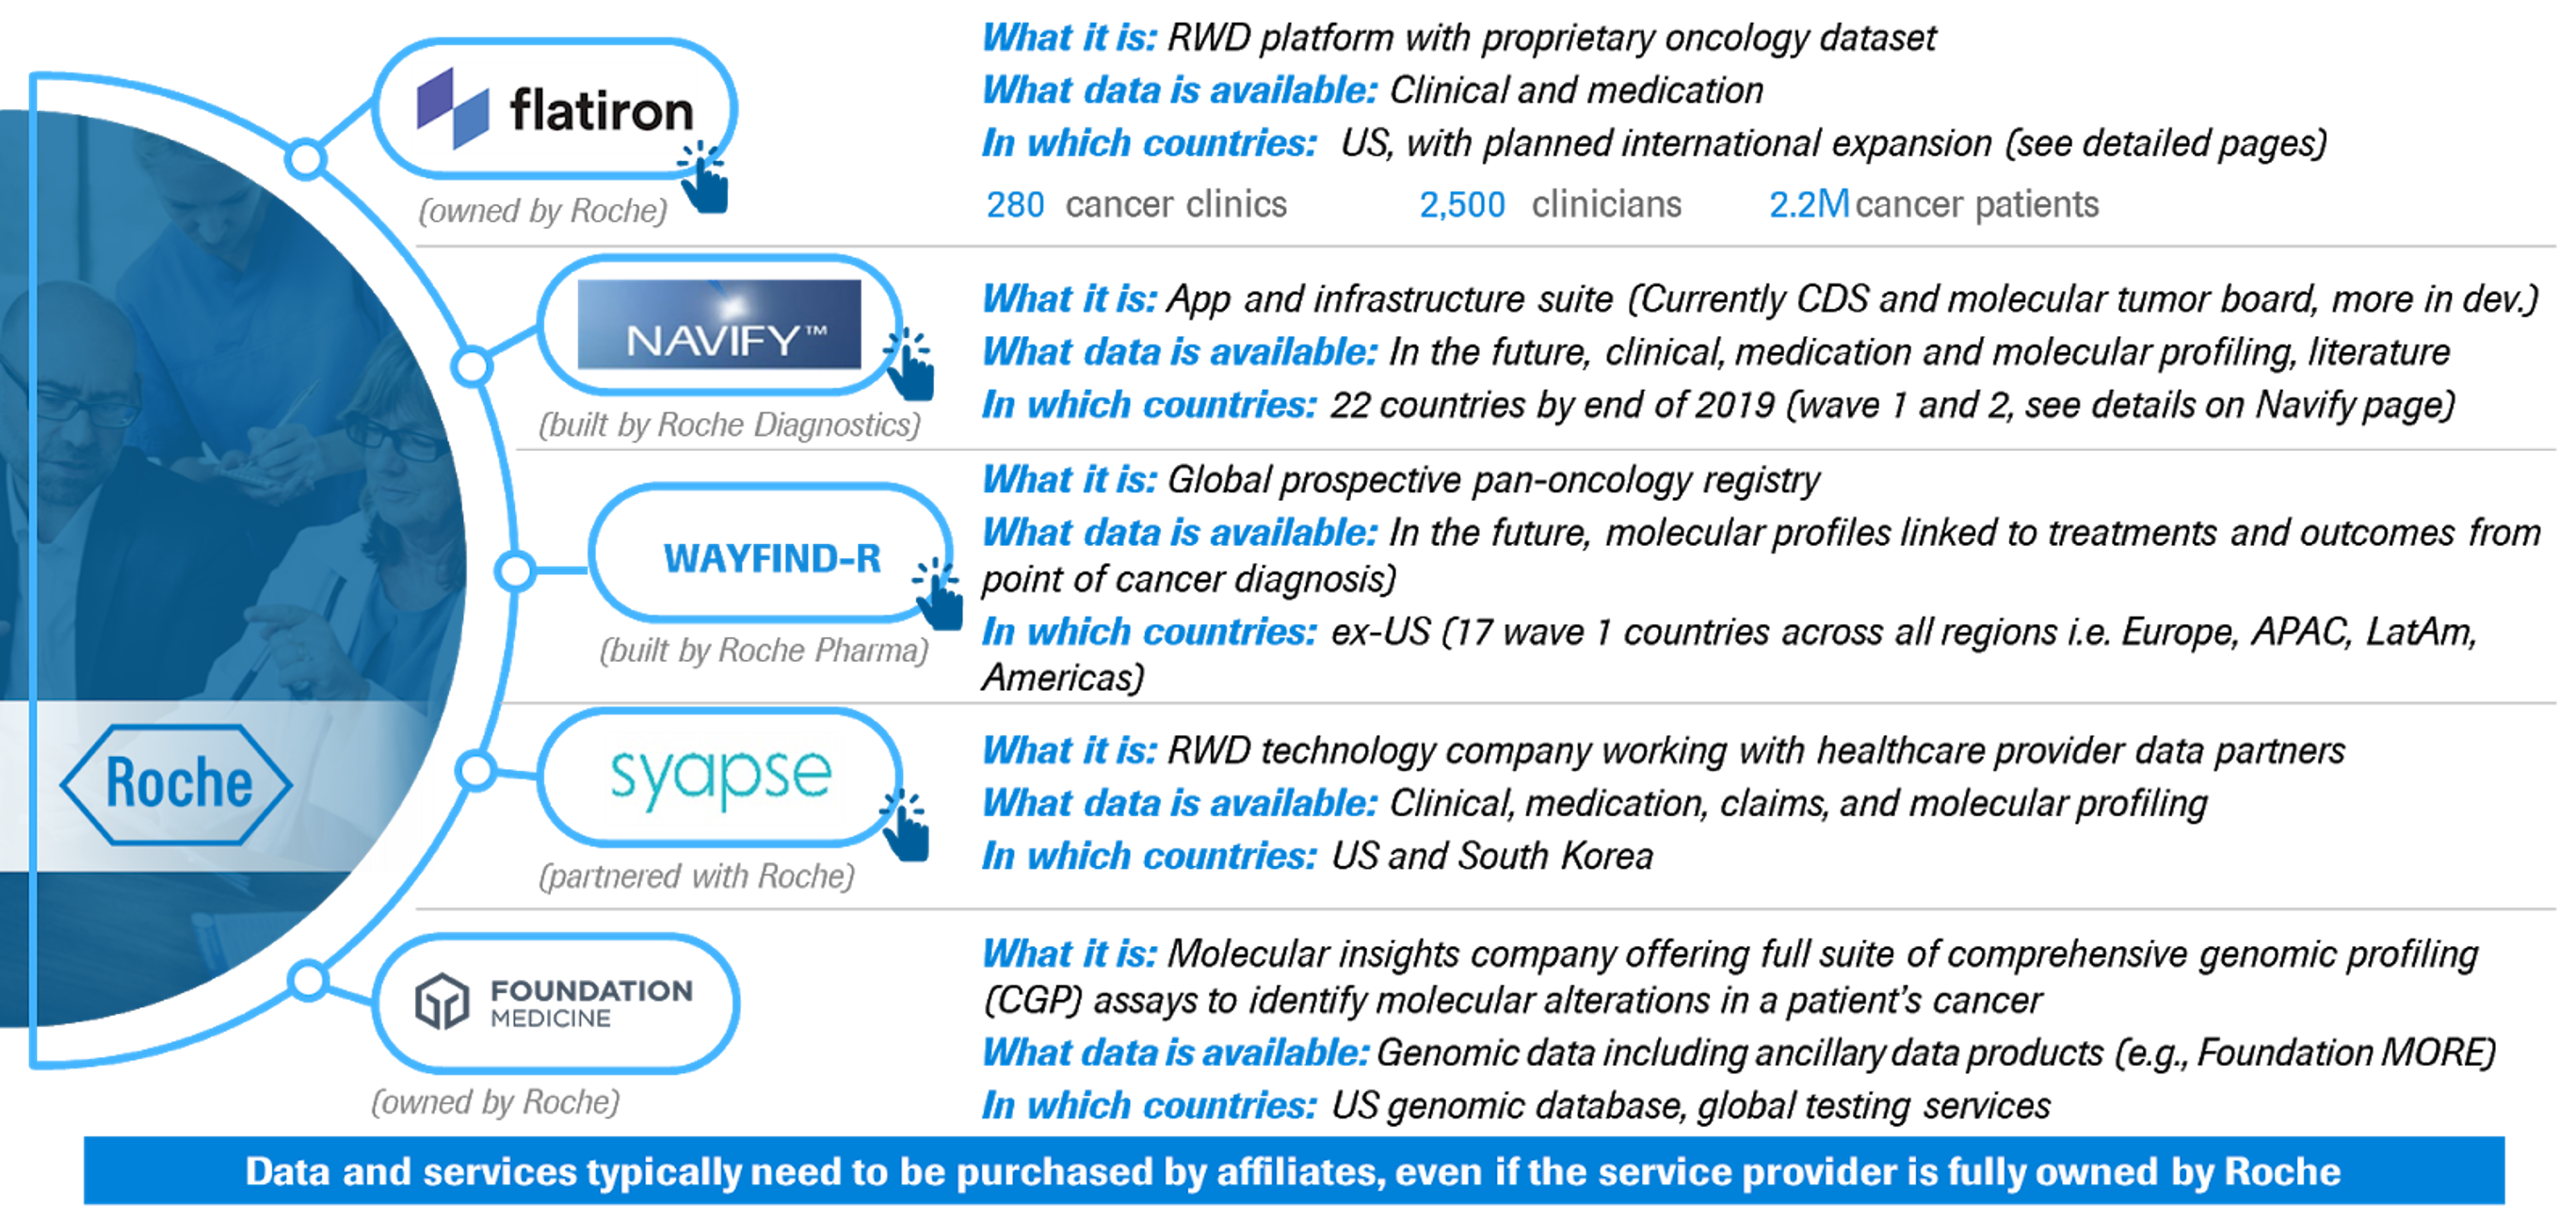 flatiron
(owned by Roche)
What it is: RWD platform with proprietary oncology dataset
What data is available: Clinical and medication
In which countries: US, with planned international expansion (see detailed pages)
280 cancer clinics 2,500 clinicians 2.2M cancer patients
NAVIFY™
(built by Roche Diagnostics)
What it is: App and infrastructure suite (Currently CDS and molecular tumor board, more in dev.)
What data is available: In the future, clinical, medication and molecular profiling, literature
In which countries: 22 countries by end of 2019 (wave 1 and 2, see details on Navify page)
WAYFIND-R
(built by Roche Pharma)
What it is: Global prospective pan-oncology registry
What data is available: In the future, molecular profiles linked to treatments and outcomes from
point of cancer diagnosis)
In which countries: ex-US (17 wave 1 countries across all regions i.e. Europe, APAC, LatAm,
Americas)
Roche
syapse
(partnered with Roche)
What it is: RWD technology company working with healthcare provider data partners
What data is available: Clinical, medication, claims, and molecular profiling
In which countries: US and South Korea
FOUNDATION
MEDICINE
(owned by Roche)
What it is: Molecular insights company offering full suite of comprehensive genomic profiling
(CGP) assays to identify molecular alterations in a patient's cancer
What data is available: Genomic data including ancillary data products (e.g., Foundation MORE)
In which countries: US genomic database, global testing services
Data and services typically need to be purchased by affiliates, even if the service provider is fully owned by Roche